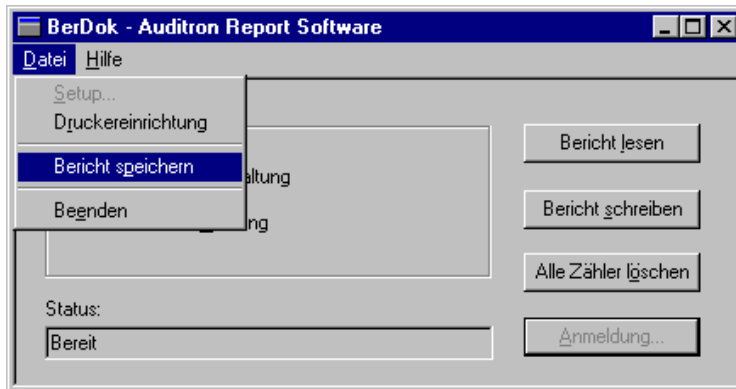 BerDok - Auditron Report Software
Datei Hilfe
Setup...
Druckereinrichtung
Bericht speichern
Beenden
Bericht lesen
Bericht schreiben
Alle Zähler löschen
Anmeldung...
Status:
Bereit